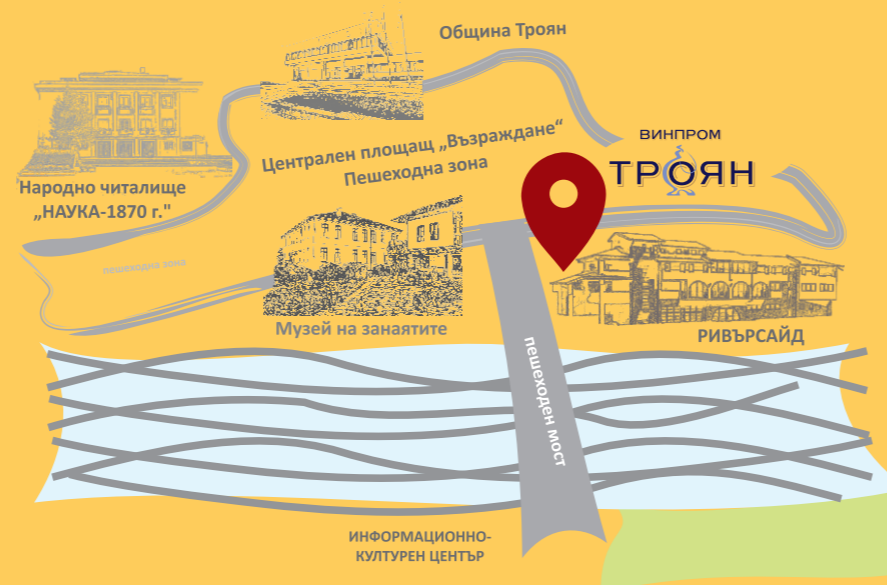 Община Троян
Народно читалище
„НАУКА-1870 г."
Централен площащ „Възраждане“
Пешеходна зона
ВИНПРОМ
ТРОЯН
пешеходна зона
Музей на занаятите
РИВЪРСАЙД
пешеходен мост
ИНФОРМАЦИОННО-
КУЛТУРЕН ЦЕНТЪР